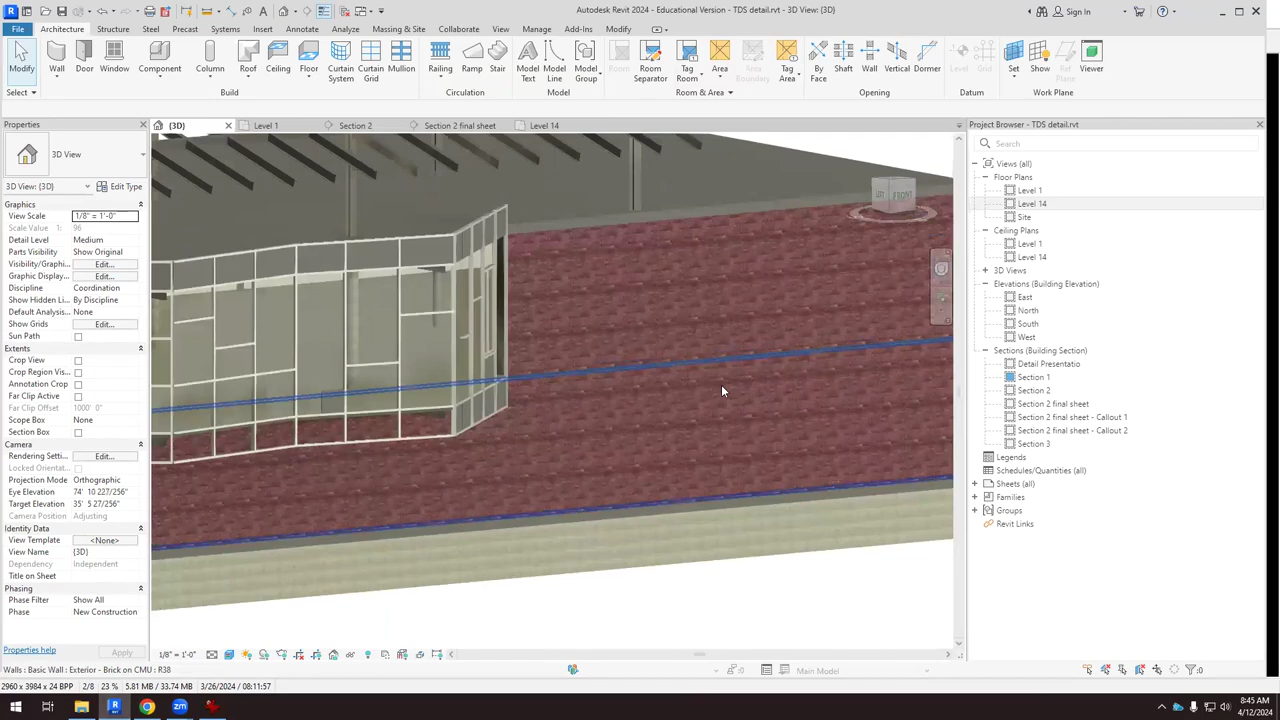 Autodesk Revit 2024 - Educational Version - TDS detail.rvt - 3D View: {3D}
Sign In
File Architecture Structure Steel Precast Systems Insert Annotate Analyze Massing & Site Collaborate View Manage Add-Ins Modify
Modify Wall Door Window Component Column Roof Ceiling Floor Curtain System Curtain Grid Mullion Railing Ramp Stair Model Text Model Line Model Group Room Room Separator Tag Room Area Area Boundary Tag Area By Face Shaft Wall Vertical Dormer Level Grid Set Show Ref Plane Viewer
Select Build Circulation Model Room & Area Opening Datum Work Plane
Properties
{3D} Level 1 Section 2 Section 2 final sheet Level 14
Project Browser - TDS detail.rvt
3D View
3D View: {3D} Edit Type
Graphics
View Scale 1/8" = 1'-0"
Scale Value 1: 96
Detail Level Medium
Parts Visibility Show Original
Visibility/Graphi... Edit...
Graphic Display... Edit...
Discipline Coordination
Show Hidden Li... By Discipline
Default Analysis... None
Show Grids Edit...
Sun Path
Extents
Crop View
Crop Region Vis...
Annotation Crop
Far Clip Active
Far Clip Offset 1000' 0"
Scope Box None
Section Box
Camera
Rendering Setti... Edit...
Locked Orientat...
Projection Mode Orthographic
Eye Elevation 74' 10 227/256"
Target Elevation 35' 5 27/256"
Camera Position Adjusting
Identity Data
View Template <None>
View Name {3D}
Dependency Independent
Title on Sheet
Phasing
Phase Filter Show All
Phase New Construction
Properties help Apply
LEFT FRONT
Search
Views (all)
Floor Plans
Level 1
Level 14
Site
Ceiling Plans
Level 1
Level 14
3D Views
Elevations (Building Elevation)
East
North
South
West
Sections (Building Section)
Detail Presentatio
Section 1
Section 2
Section 2 final sheet
Section 2 final sheet - Callout 1
Section 2 final sheet - Callout 2
Section 3
Legends
Schedules/Quantities (all)
Sheets (all)
Families
Groups
Revit Links
1/8" = 1'-0"
Walls : Basic Wall : Exterior - Brick on CMU : R38
:0 Main Model
:0
2960 x 3984 x 24 BPP 2/8 23 % 5.81 MB / 33.74 MB 3/26/2024 / 08:11:57
8:45 AM
4/12/2024